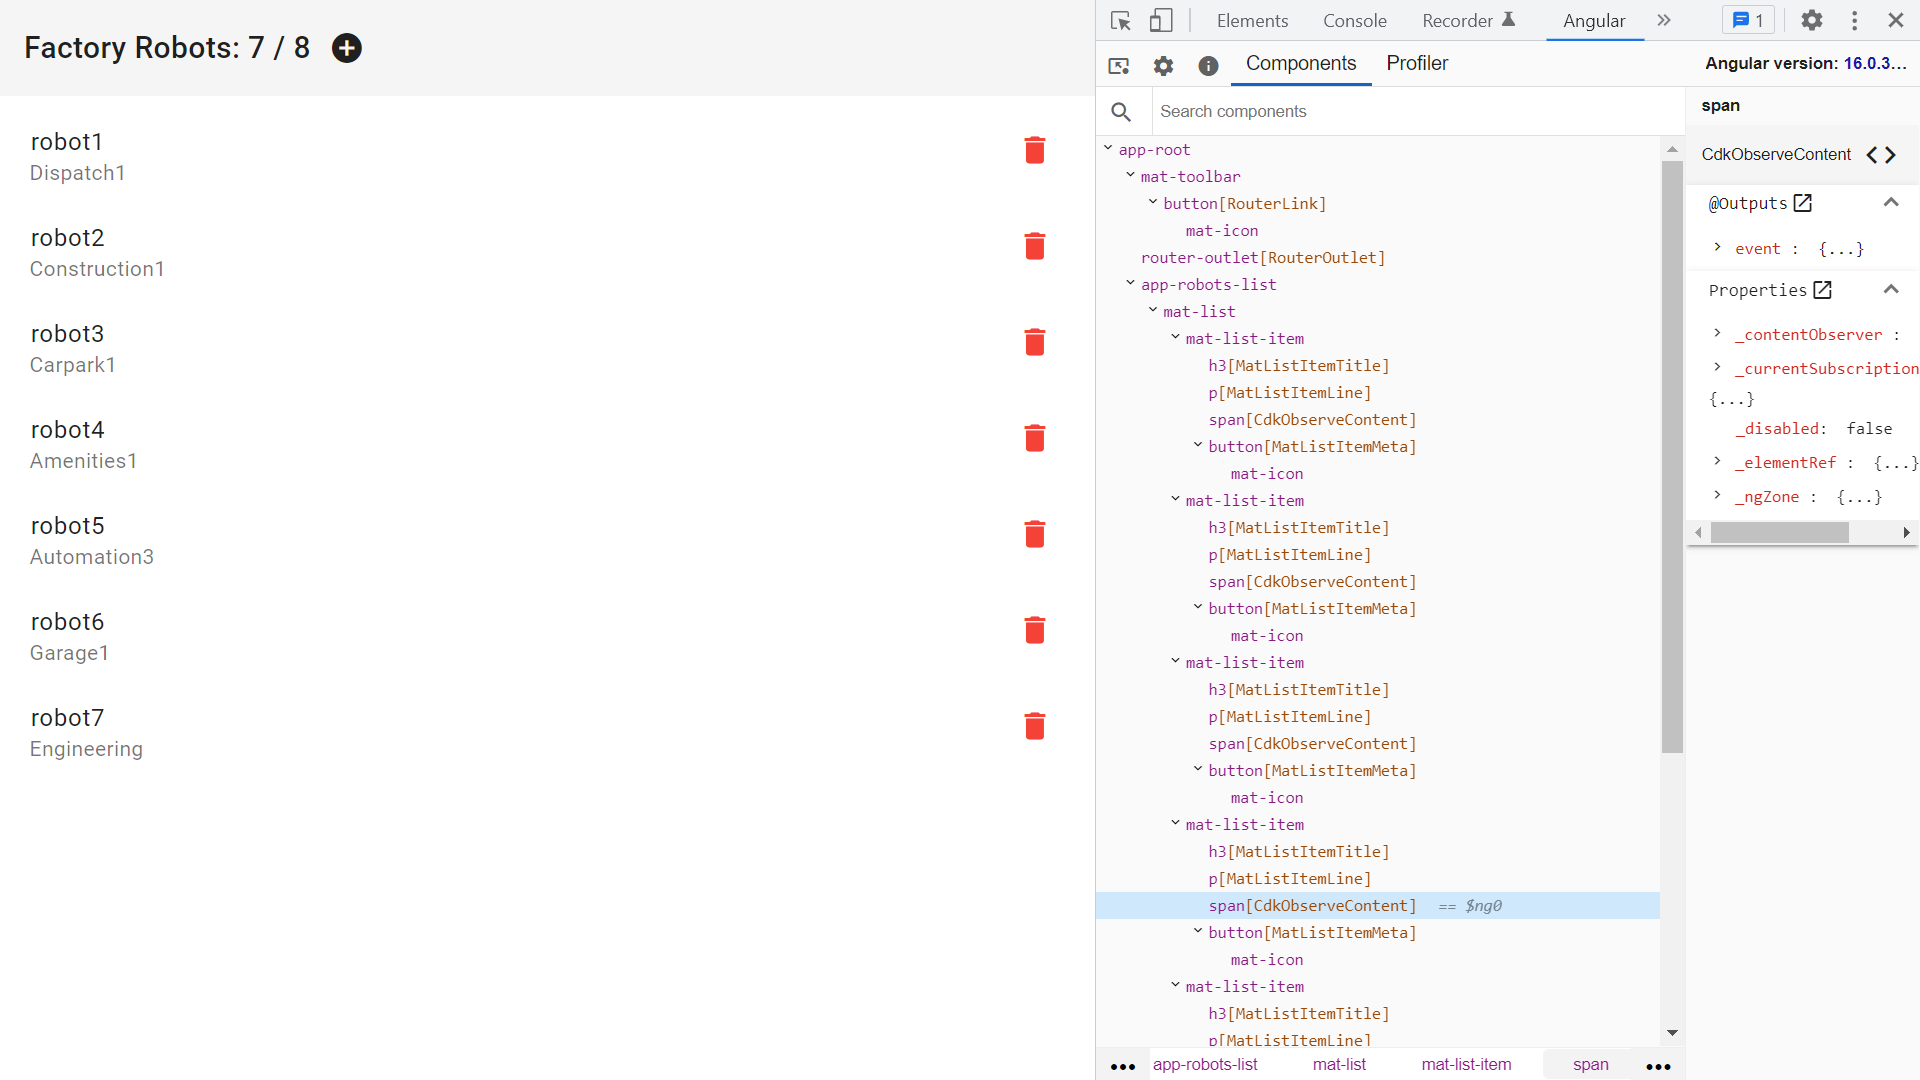 Factory Robots: 7 / 8
robot1
Dispatch1
robot2
Construction1
robot3
Carpark1
robot4
Amenities1
robot5
Automation3
robot6
Garage1
robot7
Engineering
Elements Console Recorder Angular 1
Components Profiler Angular version: 16.0.3...
Search components
app-root
mat-toolbar
button[RouterLink]
mat-icon
router-outlet[RouterOutlet]
app-robots-list
mat-list
mat-list-item
h3[MatListItemTitle]
p[MatListItemLine]
span[CdkObserveContent]
button[MatListItemMeta]
mat-icon
mat-list-item
h3[MatListItemTitle]
p[MatListItemLine]
span[CdkObserveContent]
button[MatListItemMeta]
mat-icon
mat-list-item
h3[MatListItemTitle]
p[MatListItemLine]
span[CdkObserveContent]
button[MatListItemMeta]
mat-icon
mat-list-item
h3[MatListItemTitle]
p[MatListItemLine]
span[CdkObserveContent] == $ng0
button[MatListItemMeta]
mat-icon
mat-list-item
h3[MatListItemTitle]
p[MatListItemLine]
app-robots-list mat-list mat-list-item span
span
CdkObserveContent
@Outputs
event : {...}
Properties
_contentObserver :
_currentSubscription
{...}
_disabled: false
_elementRef : {...}
_ngZone : {...}